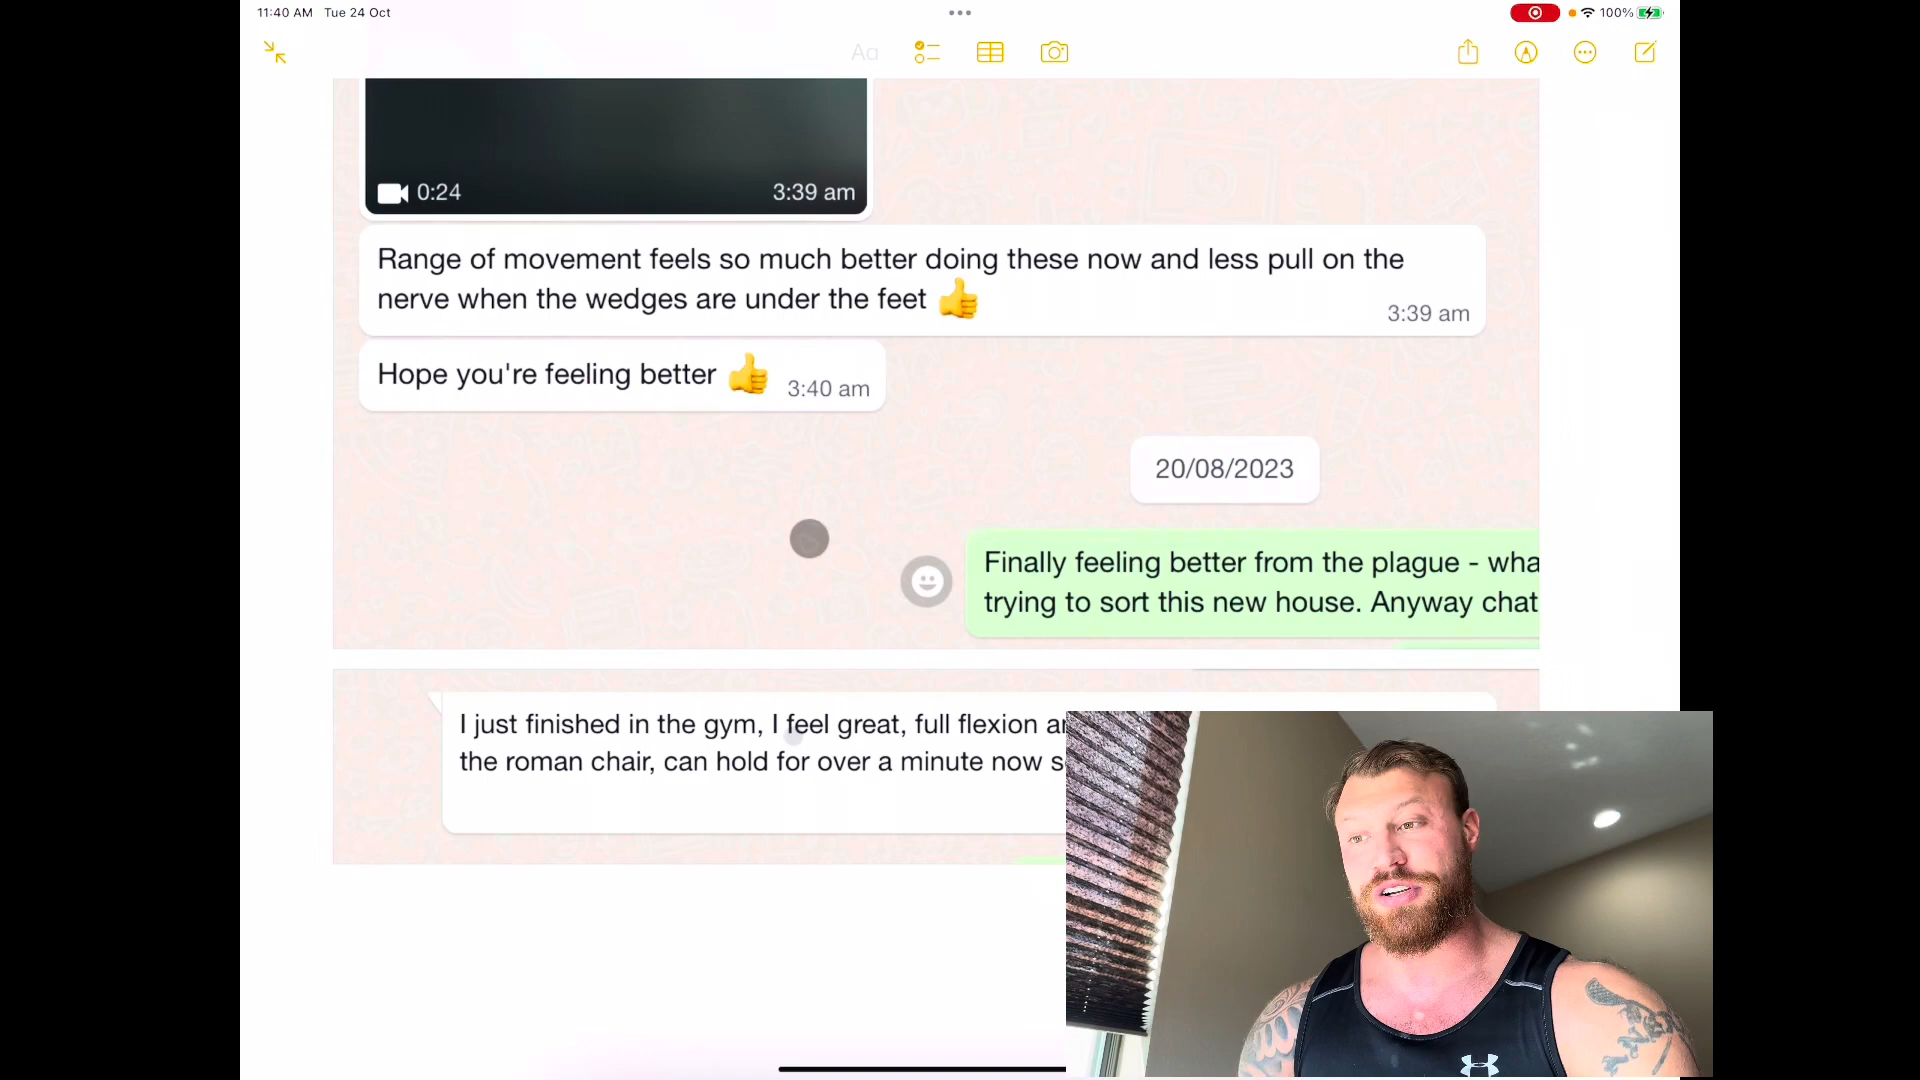 11:40 AM Tue 24 Oct
100%
Aa
0:24
3:39 am
Range of movement feels so much better doing these now and less pull on the
nerve when the wedges are under the feet 👍
3:39 am
Hope you're feeling better 👍 3:40 am
20/08/2023
Finally feeling better from the plague - wha
trying to sort this new house. Anyway chat
I just finished in the gym, I feel great, full flexion a
the roman chair, can hold for over a minute now s